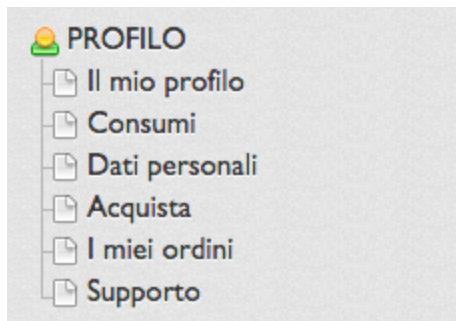 PROFILO
Il mio profilo
Consumi
Dati personali
Acquista
I miei ordini
Supporto